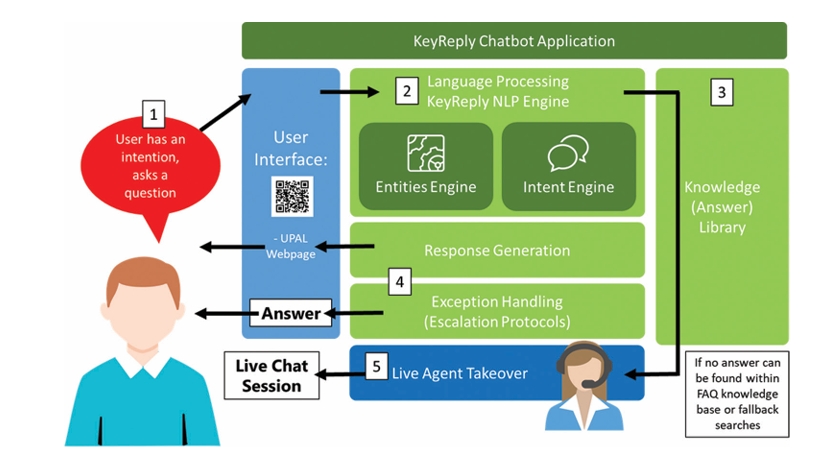 KeyReply Chatbot Application
1
User has an
intention,
asks a
question
User
Interface:
- UPAL
Webpage
Answer
2
Language Processing
KeyReply NLP Engine
Entities Engine
Intent Engine
Response Generation
4
Exception Handling
(Escalation Protocols)
3
Knowledge
(Answer)
Library
5
Live Agent Takeover
Live Chat
Session
If no answer can
be found within
FAQ knowledge
base or fallback
searches